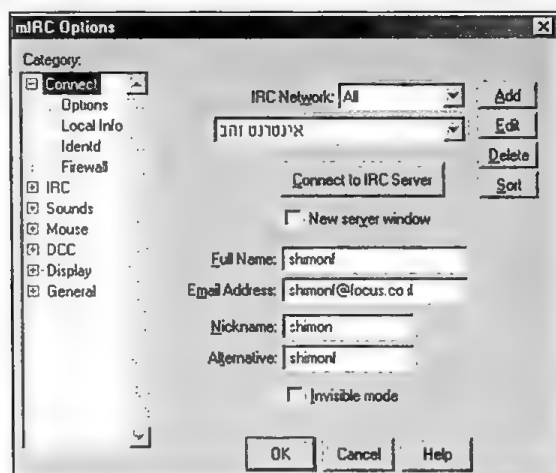 mIRC Options
Category:
Connect
Options
Local Info
Identd
Firewall
IRC
Sounds
Mouse
DCC
Display
General
IRC Network: All
אינטרנט זהב
Add
Edit
Delete
Sort
Connect to IRC Server
New server window
Full Name: shimonf
Email Address: shimonf@focus.co.il
Nickname: shimon
Alternative: shimonf
Invisible mode
OK Cancel Help